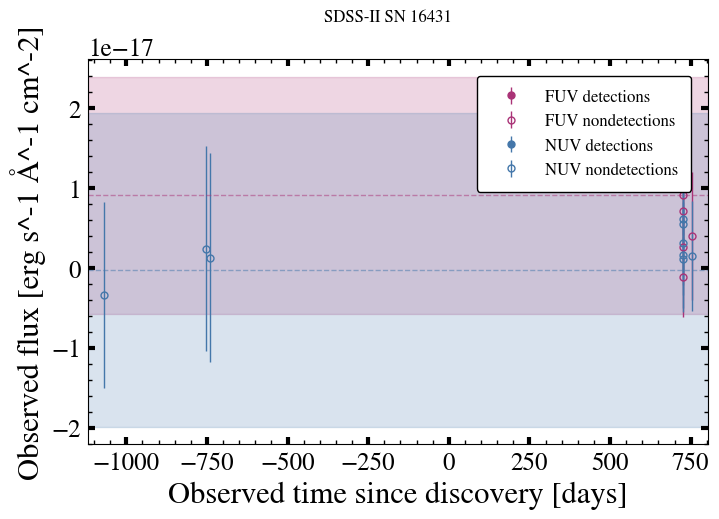 SDSS-II SN 16431
1e−17
Observed flux [erg s^-1 Å^-1 cm^-2]
2
1
0
−1
−2
FUV detections
FUV nondetections
NUV detections
NUV nondetections
−1000 −750 −500 −250 0 250 500 750
Observed time since discovery [days]